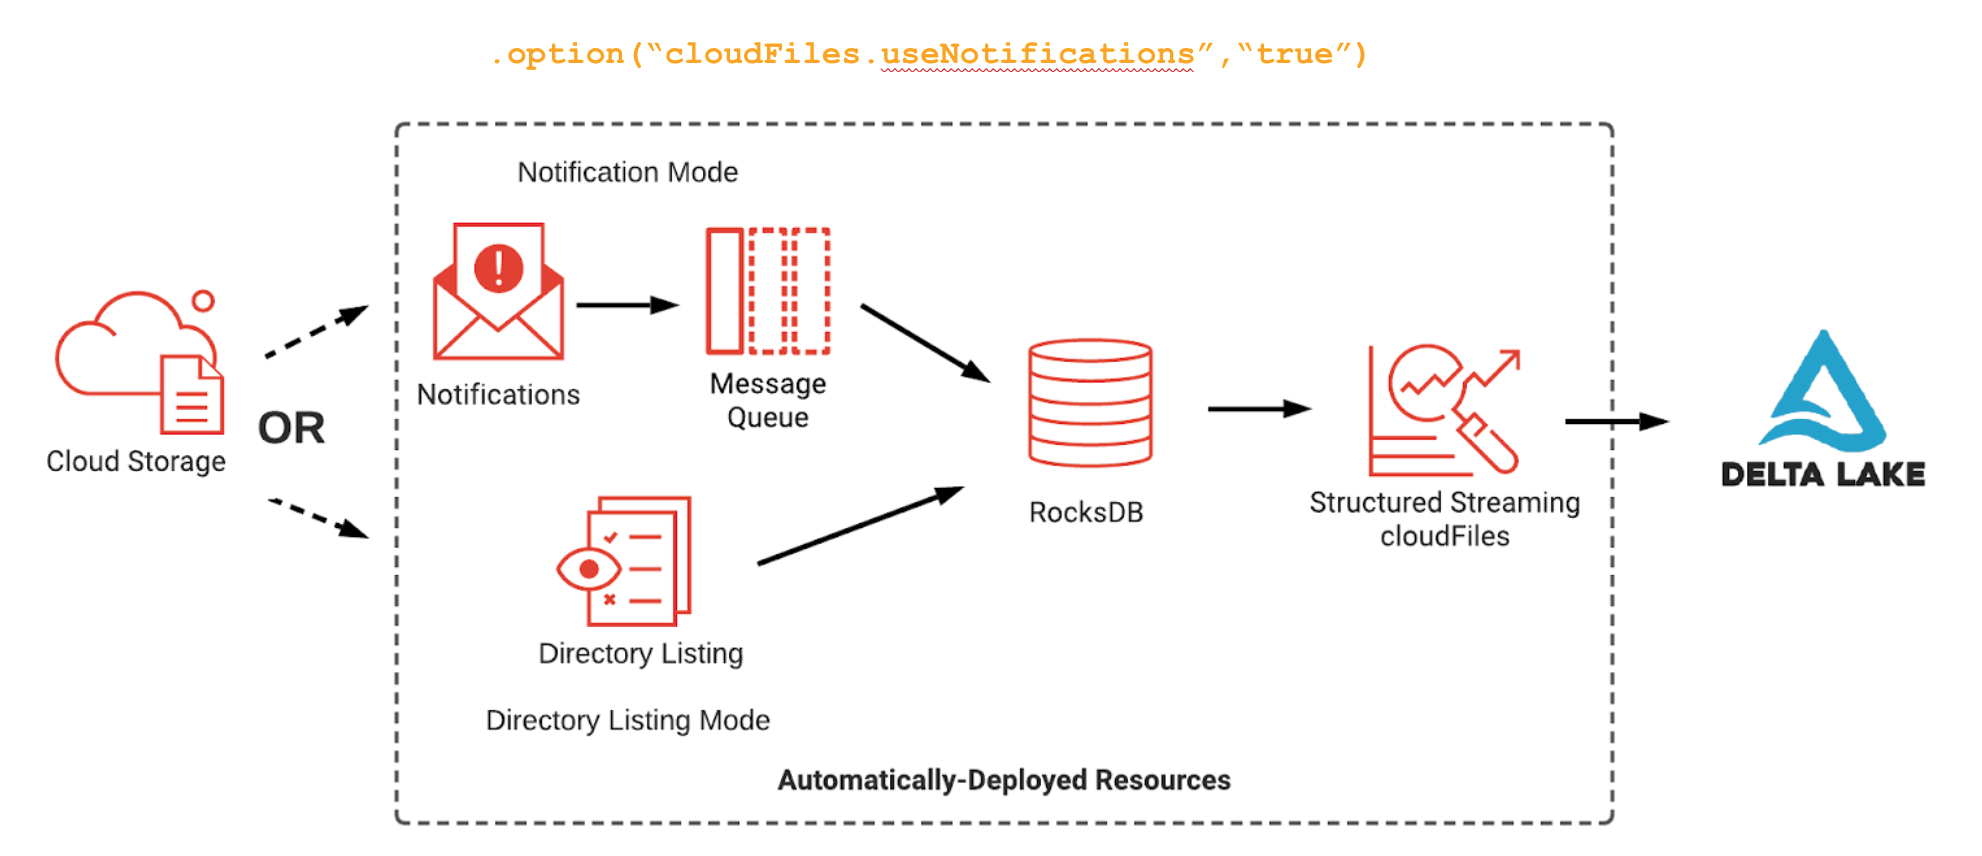 .option(“cloudFiles.useNotifications”,“true”)
Notification Mode
Notifications
Message
Queue
Cloud Storage
OR
RocksDB
Structured Streaming
cloudFiles
DELTA LAKE
Directory Listing
Directory Listing Mode
Automatically-Deployed Resources